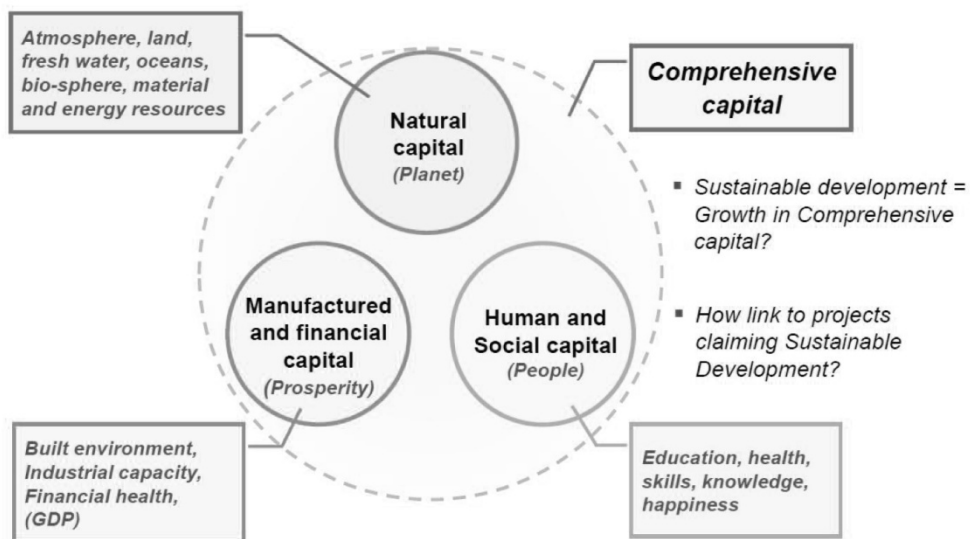 Atmosphere, land,
fresh water, oceans,
bio-sphere, material
and energy resources
Comprehensive
capital
Natural
capital
(Planet)
▪ Sustainable development =
Growth in Comprehensive
capital?
Manufactured
and financial
capital
(Prosperity)
Human and
Social capital
(People)
▪ How link to projects
claiming Sustainable
Development?
Built environment,
Industrial capacity,
Financial health,
(GDP)
Education, health,
skills, knowledge,
happiness